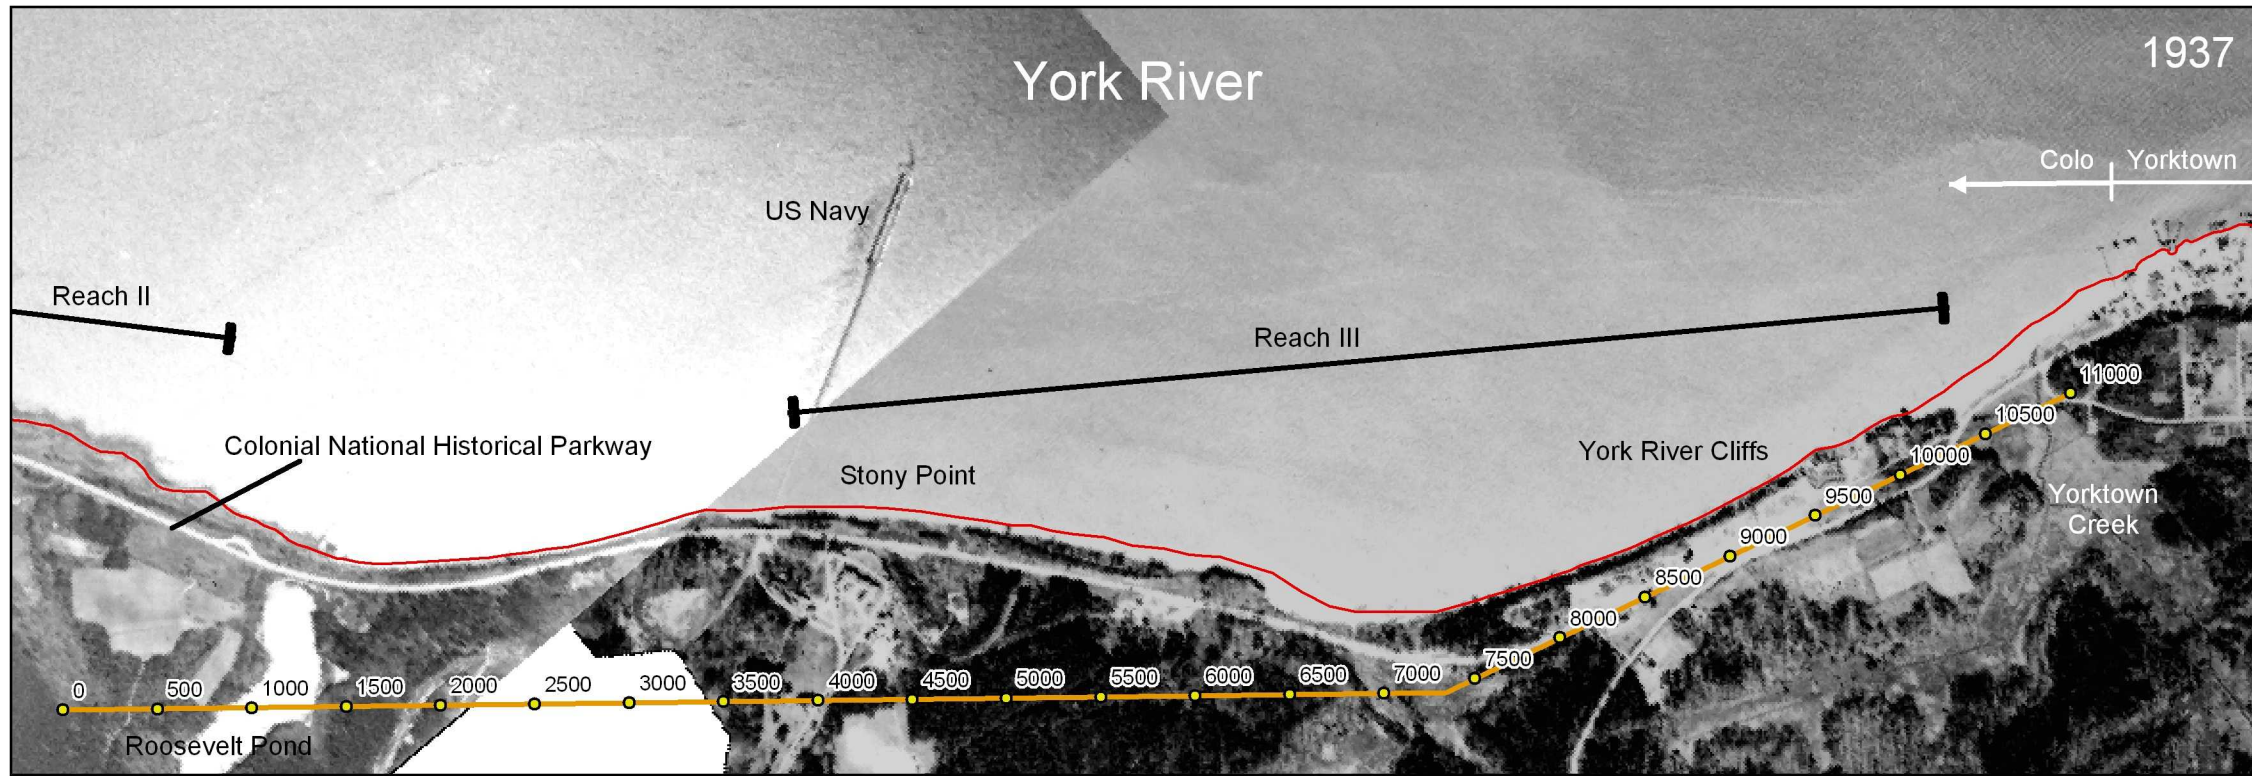 York River
1937
Colo
Yorktown
US Navy
Reach II
Reach III
Colonial National Historical Parkway
Stony Point
York River Cliffs
Yorktown
Creek
11000
10500
10000
9500
9000
8500
8000
7500
0
500
1000
1500
2000
2500
3000
3500
4000
4500
5000
5500
6000
6500
7000
Roosevelt Pond